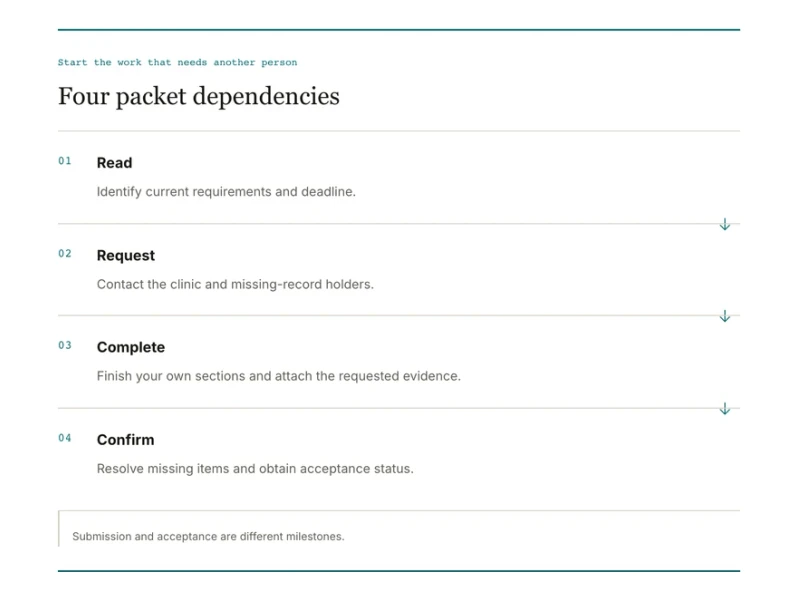 Start the work that needs another person
Four packet dependencies
01
Read
Identify current requirements and deadline.
02
Request
Contact the clinic and missing-record holders.
03
Complete
Finish your own sections and attach the requested evidence.
04
Confirm
Resolve missing items and obtain acceptance status.
Submission and acceptance are different milestones.